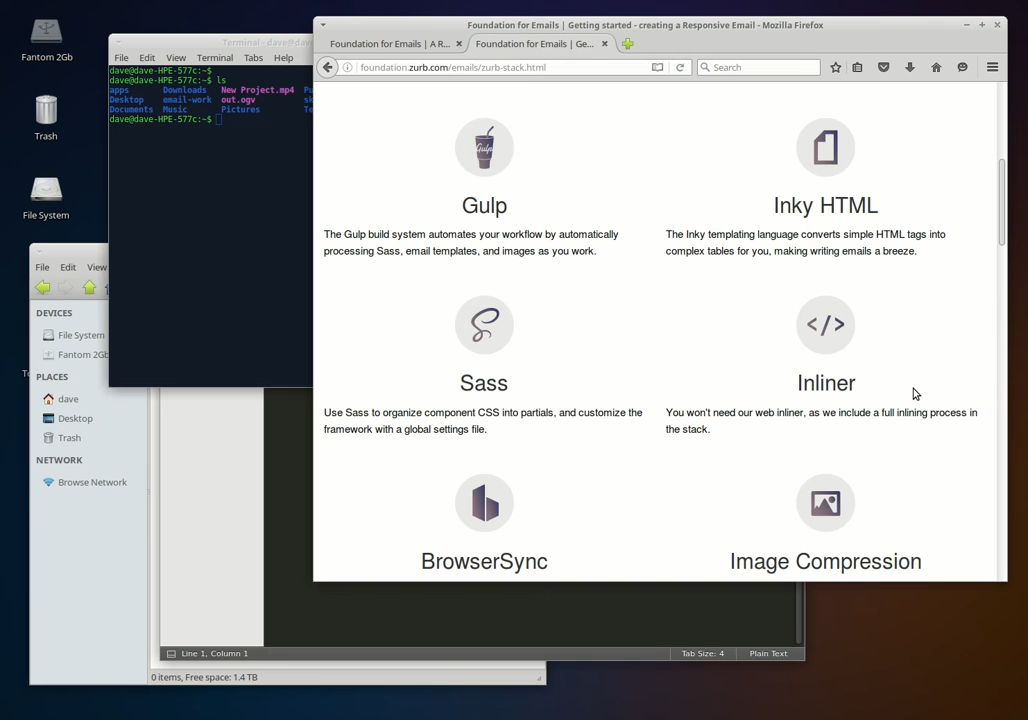 Fantom 2Gb
Trash
File System
Terminal - dave@dave
File Edit View Terminal Tabs Help
dave@dave-HPE-577c:~$
dave@dave-HPE-577c:~$ ls
apps Downloads New Project.mp4 Pu
Desktop email-work out.ogv sk
Documents Music Pictures Te
dave@dave-HPE-577c:~$
File Edit View
DEVICES
File System
Fantom 2Gb
PLACES
dave
Desktop
Trash
NETWORK
Browse Network
0 items, Free space: 1.4 TB
Line 1, Column 1 Tab Size: 4 Plain Text
Foundation for Emails | Getting started - creating a Responsive Email - Mozilla Firefox
Foundation for Emails | A R... Foundation for Emails | Ge...
foundation.zurb.com/emails/zurb-stack.html Search
Gulp
Gulp
The Gulp build system automates your workflow by automatically
processing Sass, email templates, and images as you work.
Inky HTML
The Inky templating language converts simple HTML tags into
complex tables for you, making writing emails a breeze.
Sass
Use Sass to organize component CSS into partials, and customize the
framework with a global settings file.
</>
Inliner
You won't need our web inliner, as we include a full inlining process in
the stack.
BrowserSync
Image Compression